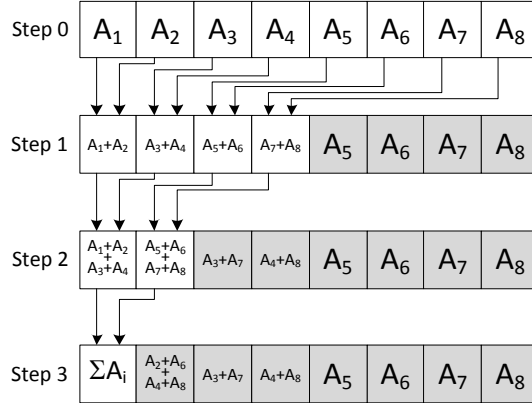 Step 0 A1 A2 A3 A4 A5 A6 A7 A8
Step 1 A1+A2 A3+A4 A5+A6 A7+A8 A5 A6 A7 A8
Step 2 A1+A2 + A3+A4 A5+A6 + A7+A8 A3+A7 A4+A8 A5 A6 A7 A8
Step 3 ΣAi A2+A6 + A4+A8 A3+A7 A4+A8 A5 A6 A7 A8